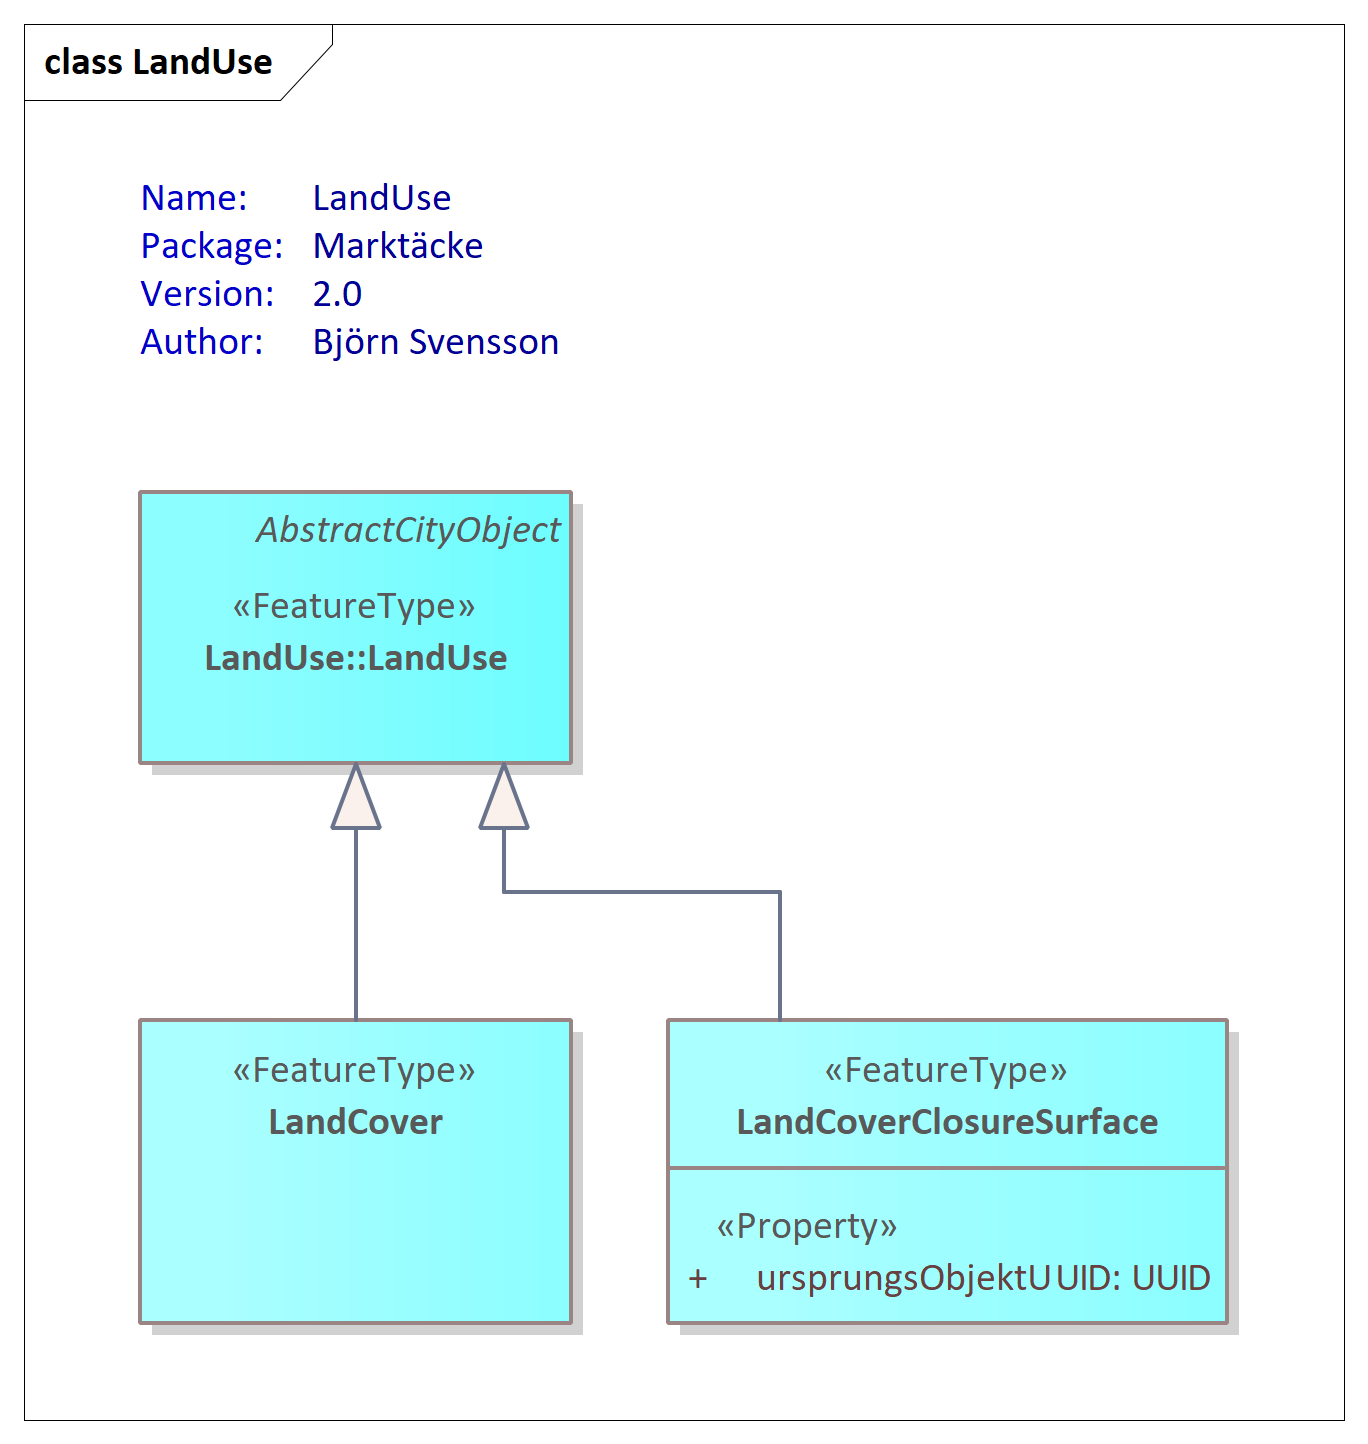 class LandUse
Name: LandUse
Package: Marktäcke
Version: 2.0
Author: Björn Svensson
AbstractCityObject
«FeatureType»
LandUse::LandUse
«FeatureType»
LandCover
«FeatureType»
LandCoverClosureSurface
«Property»
+ ursprungsObjektUUID: UUID